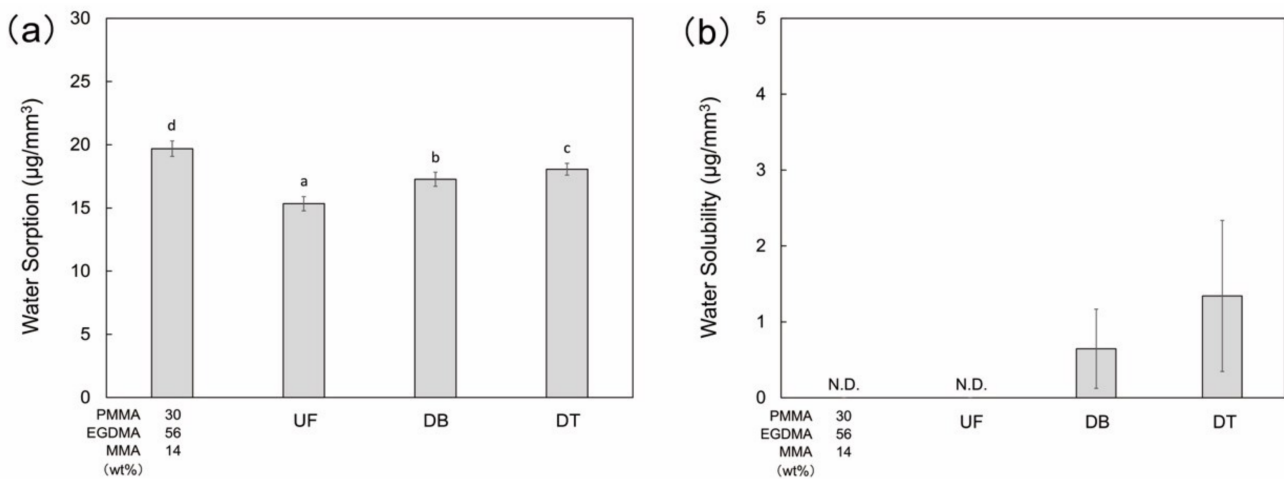 (a)
Water Sorption (μg/mm³)
30
25
20
15
10
5
0
d
a
b
c
PMMA 30
EGDMA 56
MMA 14
(wt%)
UF
DB
DT
(b)
Water Solubility (μg/mm³)
5
4
3
2
1
0
N.D.
N.D.
PMMA 30
EGDMA 56
MMA 14
(wt%)
UF
DB
DT